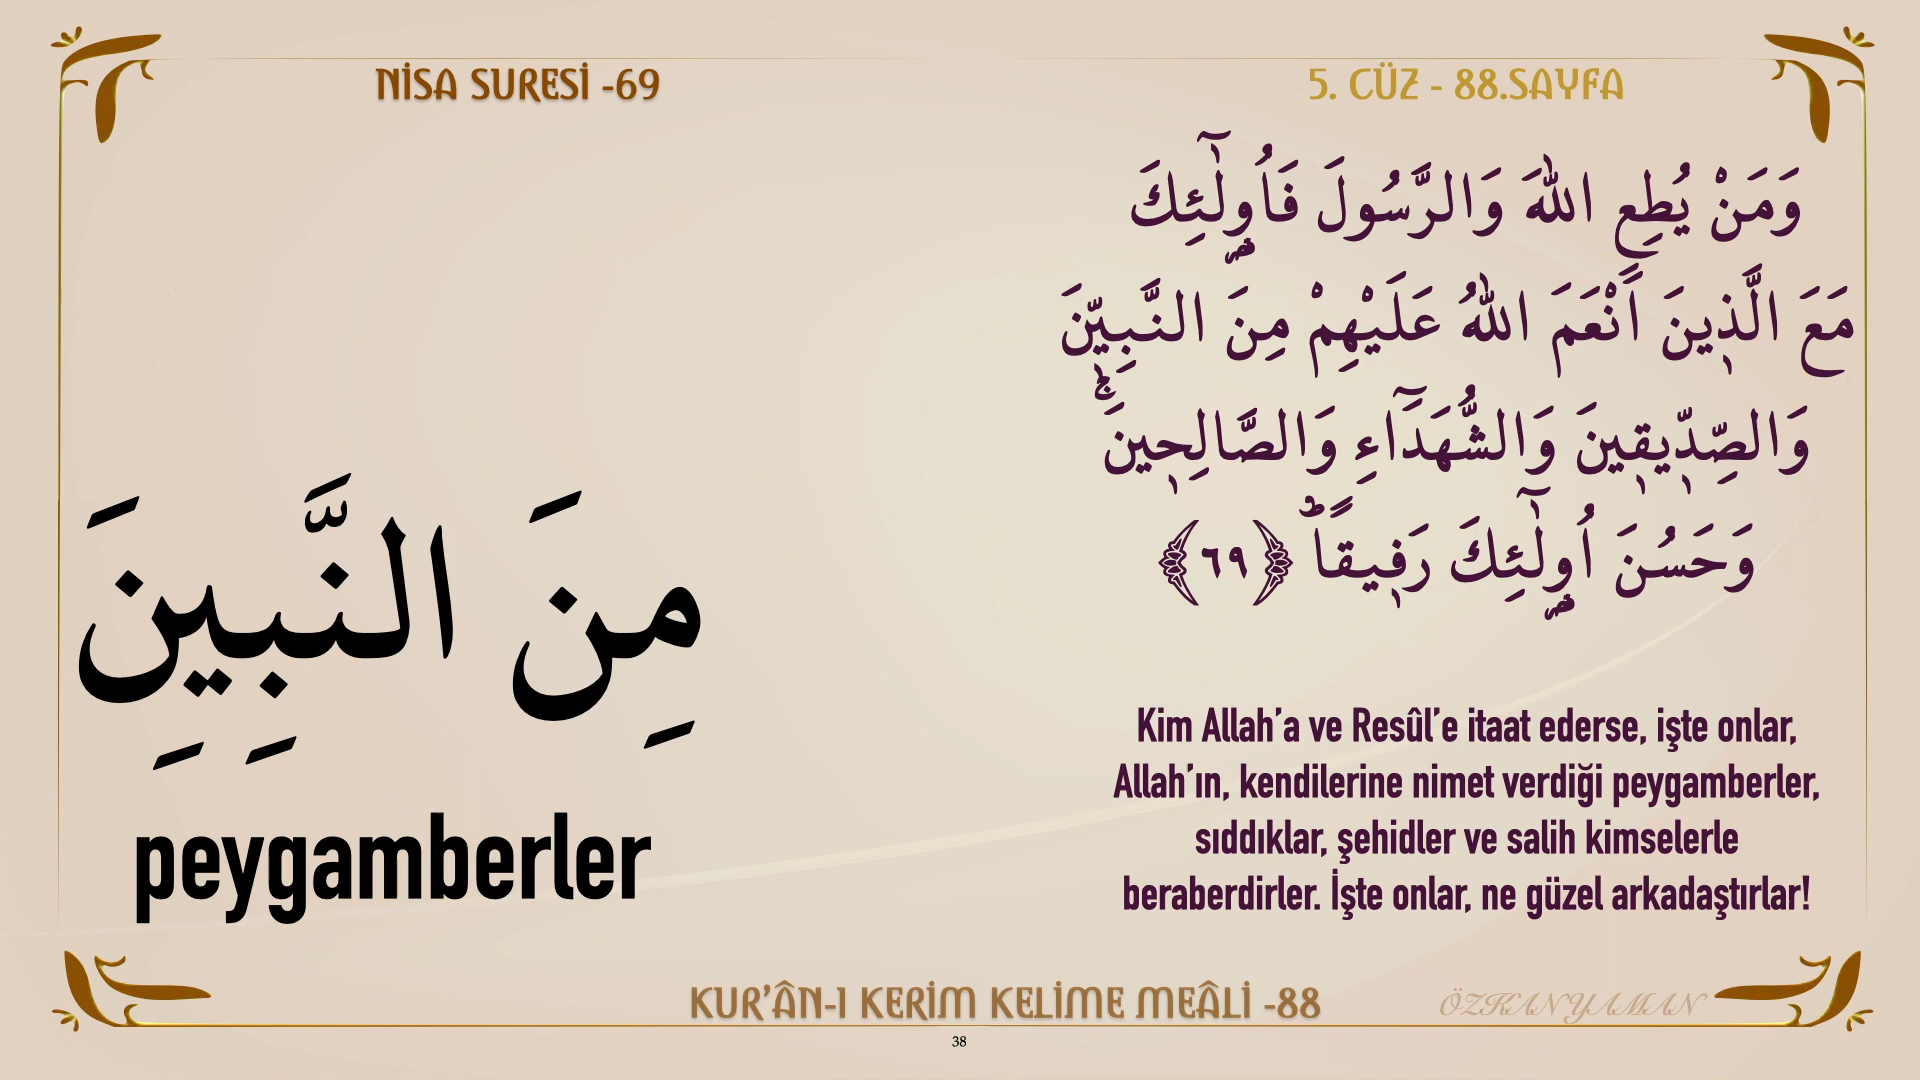 NİSA SURESİ -69
5. CÜZ - 88.SAYFA
وَمَنْ يُطِعِ اللّٰهَ وَالرَّسُولَ فَاُو۬لٰٓئِكَ
مَعَ الَّذ۪ينَ اَنْعَمَ اللّٰهُ عَلَيْهِمْ مِنَ النَّبِيّ۪نَ
وَالصِّدّ۪يق۪ينَ وَالشُّهَدَٓاءِ وَالصَّالِح۪ينَۚ
وَحَسُنَ اُو۬لٰٓئِكَ رَف۪يقاًۜ ﴿٦٩﴾
مِنَ النَّبِيِينَ
peygamberler
Kim Allah’a ve Resûl’e itaat ederse, işte onlar,
Allah’ın, kendilerine nimet verdiği peygamberler,
sıddıklar, şehidler ve salih kimselerle
beraberdirler. İşte onlar, ne güzel arkadaştırlar!
KUR’ÂN-I KERİM KELİME MEÂLİ -88
ÖZKAN YAMAN
38